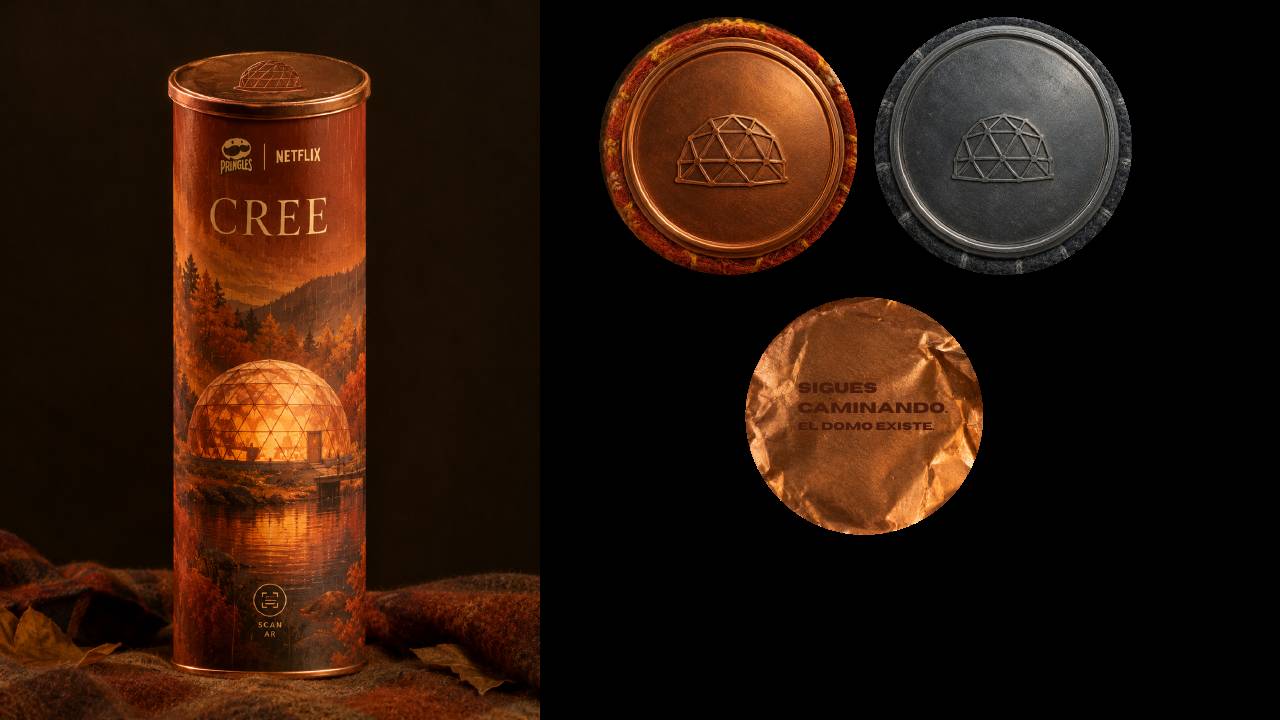 PRINGLES
NETFLIX
CREE
SCAN
AR
SIGUES
CAMINANDO.
EL DOMO EXISTE.